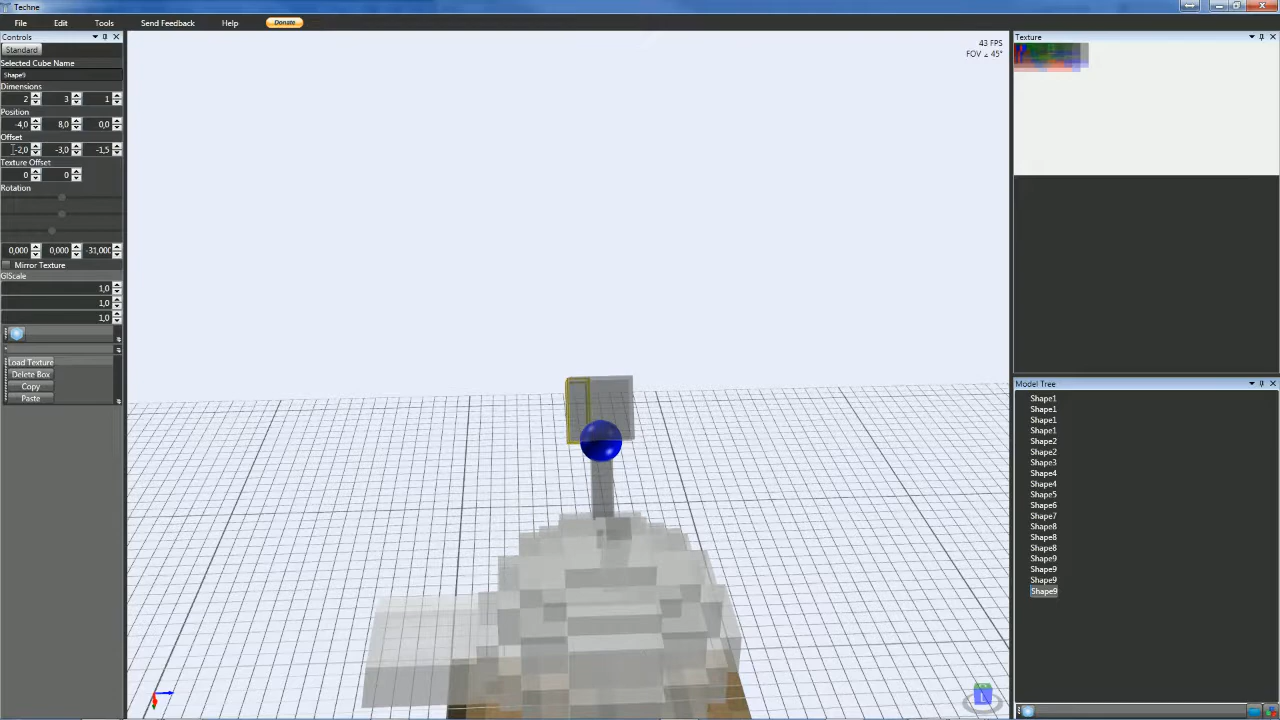 Techne
File Edit Tools Send Feedback Help Donate
Controls
Standard
Selected Cube Name
Shape9
Dimensions
2 3 1
Position
-4,0 8,0 0,0
Offset
-2,0 -3,0 -1,5
Texture Offset
0 0
Rotation
0,000 0,000 -31,000
Mirror Texture
GlScale
1,0
1,0
1,0
Load Texture
Delete Box
Copy
Paste
43 FPS
FOV ∠ 45°
Texture
Model Tree
Shape1
Shape1
Shape1
Shape1
Shape2
Shape2
Shape3
Shape4
Shape4
Shape5
Shape6
Shape7
Shape8
Shape8
Shape8
Shape9
Shape9
Shape9
Shape9
L